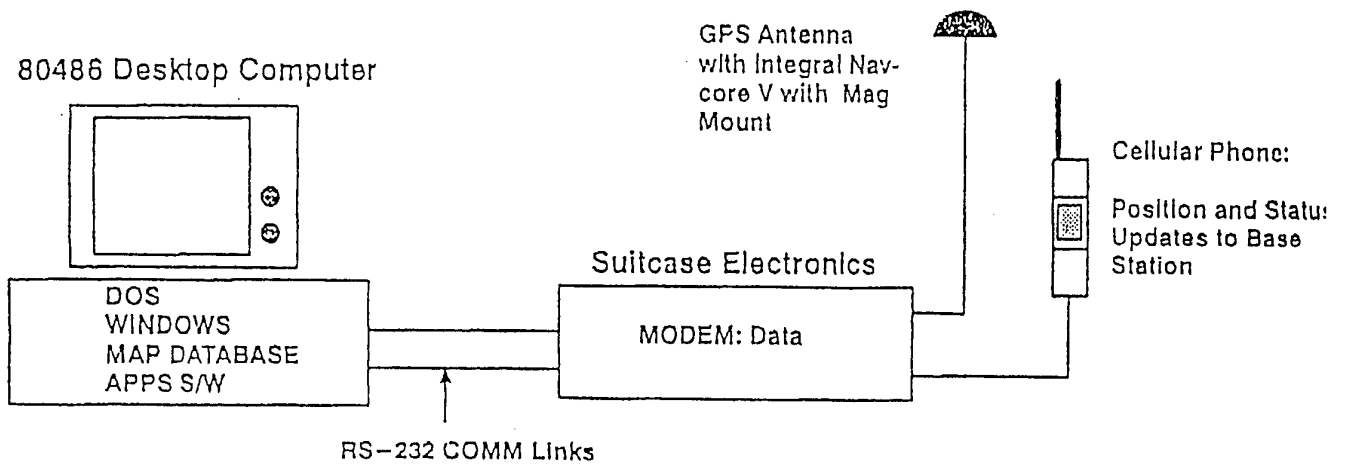 80486 Desktop Computer
GPS Antenna
with Integral Nav-
core V with Mag
Mount
Cellular Phone:
Position and Status
Updates to Base
Station
Suitcase Electronics
DOS
WINDOWS
MAP DATABASE
APPS S/W
MODEM: Data
RS-232 COMM Links